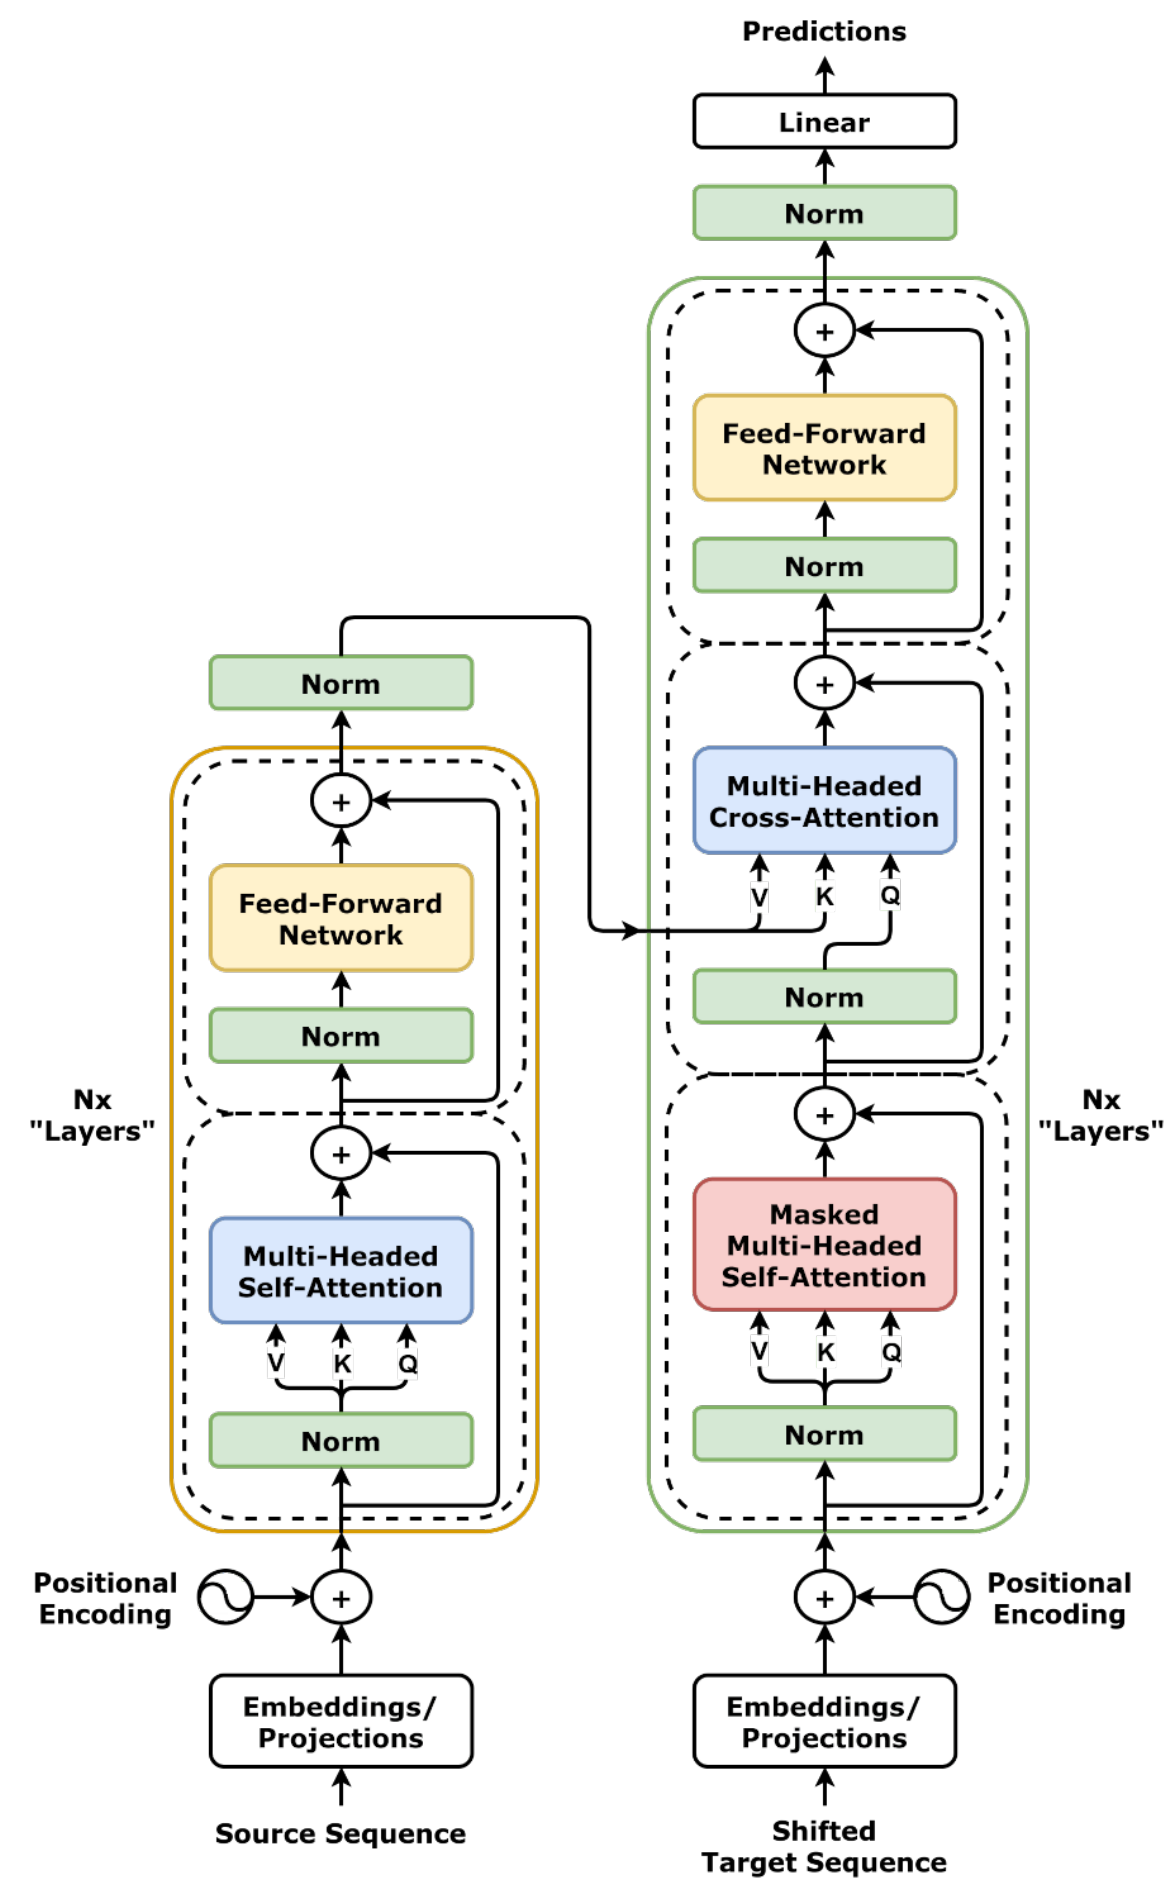 Predictions
Linear
Norm
+
Feed-Forward
Network
Norm
+
Multi-Headed
Cross-Attention
V K Q
Norm
+
Masked
Multi-Headed
Self-Attention
V K Q
Norm
Nx
"Layers"
+
Positional
Encoding
Embeddings/
Projections
Shifted
Target Sequence
Norm
+
Feed-Forward
Network
Norm
+
Multi-Headed
Self-Attention
V K Q
Norm
Nx
"Layers"
Positional
Encoding
+
Embeddings/
Projections
Source Sequence